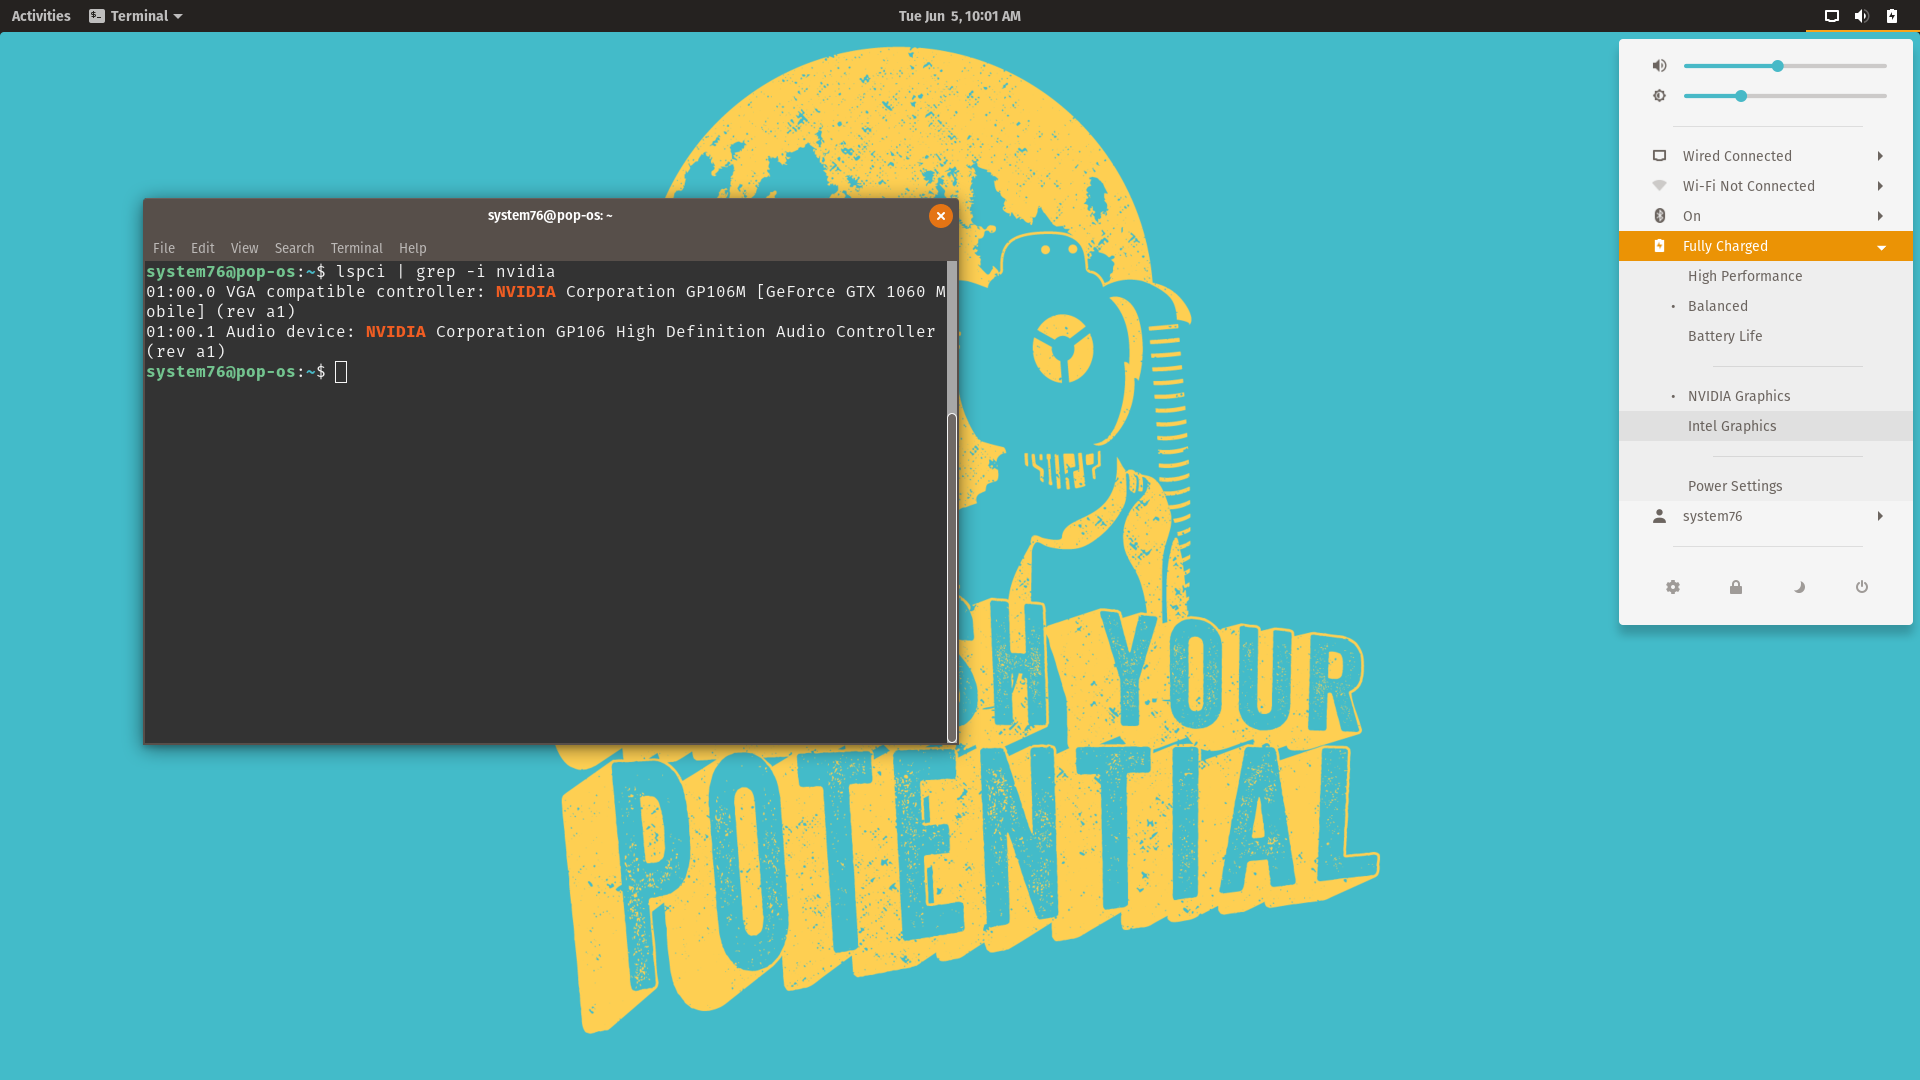 Activities
Terminal
Tue Jun 5, 10:01 AM
system76@pop-os: ~
File Edit View Search Terminal Help
system76@pop-os:~$ lspci | grep -i nvidia
01:00.0 VGA compatible controller: NVIDIA Corporation GP106M [GeForce GTX 1060 M
obile] (rev a1)
01:00.1 Audio device: NVIDIA Corporation GP106 High Definition Audio Controller
(rev a1)
system76@pop-os:~$
Wired Connected
Wi-Fi Not Connected
On
Fully Charged
High Performance
• Balanced
Battery Life
• NVIDIA Graphics
Intel Graphics
Power Settings
system76
YOUR
POTENTIAL